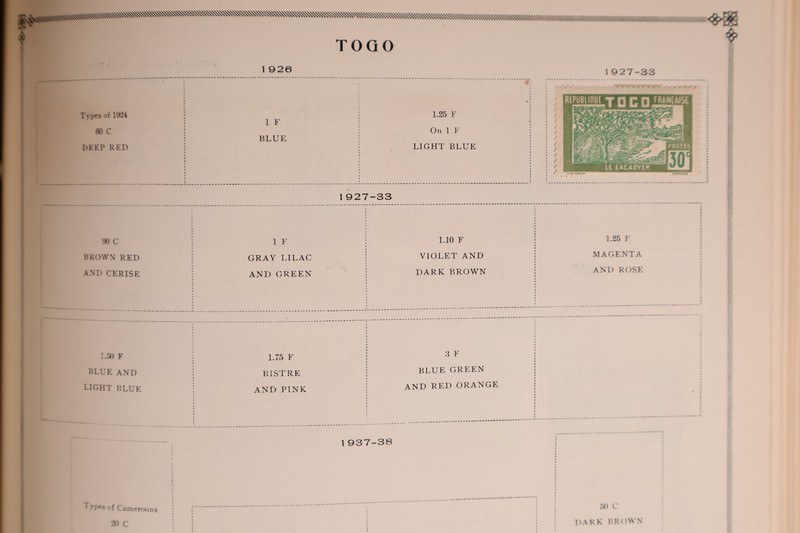 TOGO
1926
1927-33
Types of 1924
60 C
DEEP RED
1 F
BLUE
1.25 F
On 1 F
LIGHT BLUE
REPUBLIQUE TOGO FRANÇAISE
POSTES
30c
LE CACAOYER
1927-33
90 C
BROWN RED
AND CERISE
1 F
GRAY LILAC
AND GREEN
1.10 F
VIOLET AND
DARK BROWN
1.25 F
MAGENTA
AND ROSE
1.50 F
BLUE AND
LIGHT BLUE
1.75 F
BISTRE
AND PINK
3 F
BLUE GREEN
AND RED ORANGE
1937-38
Types of Cameroons
20 C
50 C
DARK BROWN